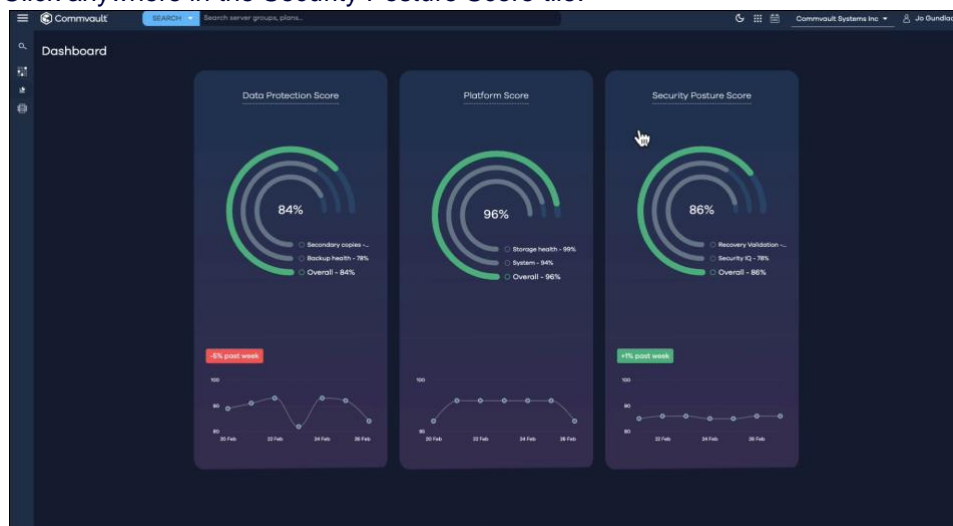 Click anywhere in the Security Posture Score tile.
Commvault
SEARCH
Search server groups, plans...
Commvault Systems Inc
Jo Gundlac
Dashboard
Data Protection Score
84%
Secondary copies -...
Backup health - 78%
Overall - 84%
-5% past week
100
90
80
20 Feb
22 Feb
24 Feb
26 Feb
Platform Score
96%
Storage health - 99%
System - 94%
Overall - 96%
100
90
80
20 Feb
22 Feb
24 Feb
26 Feb
Security Posture Score
86%
Recovery Validation -...
Security IQ - 78%
Overall - 86%
+1% past week
100
90
80
22 Feb
24 Feb
26 Feb